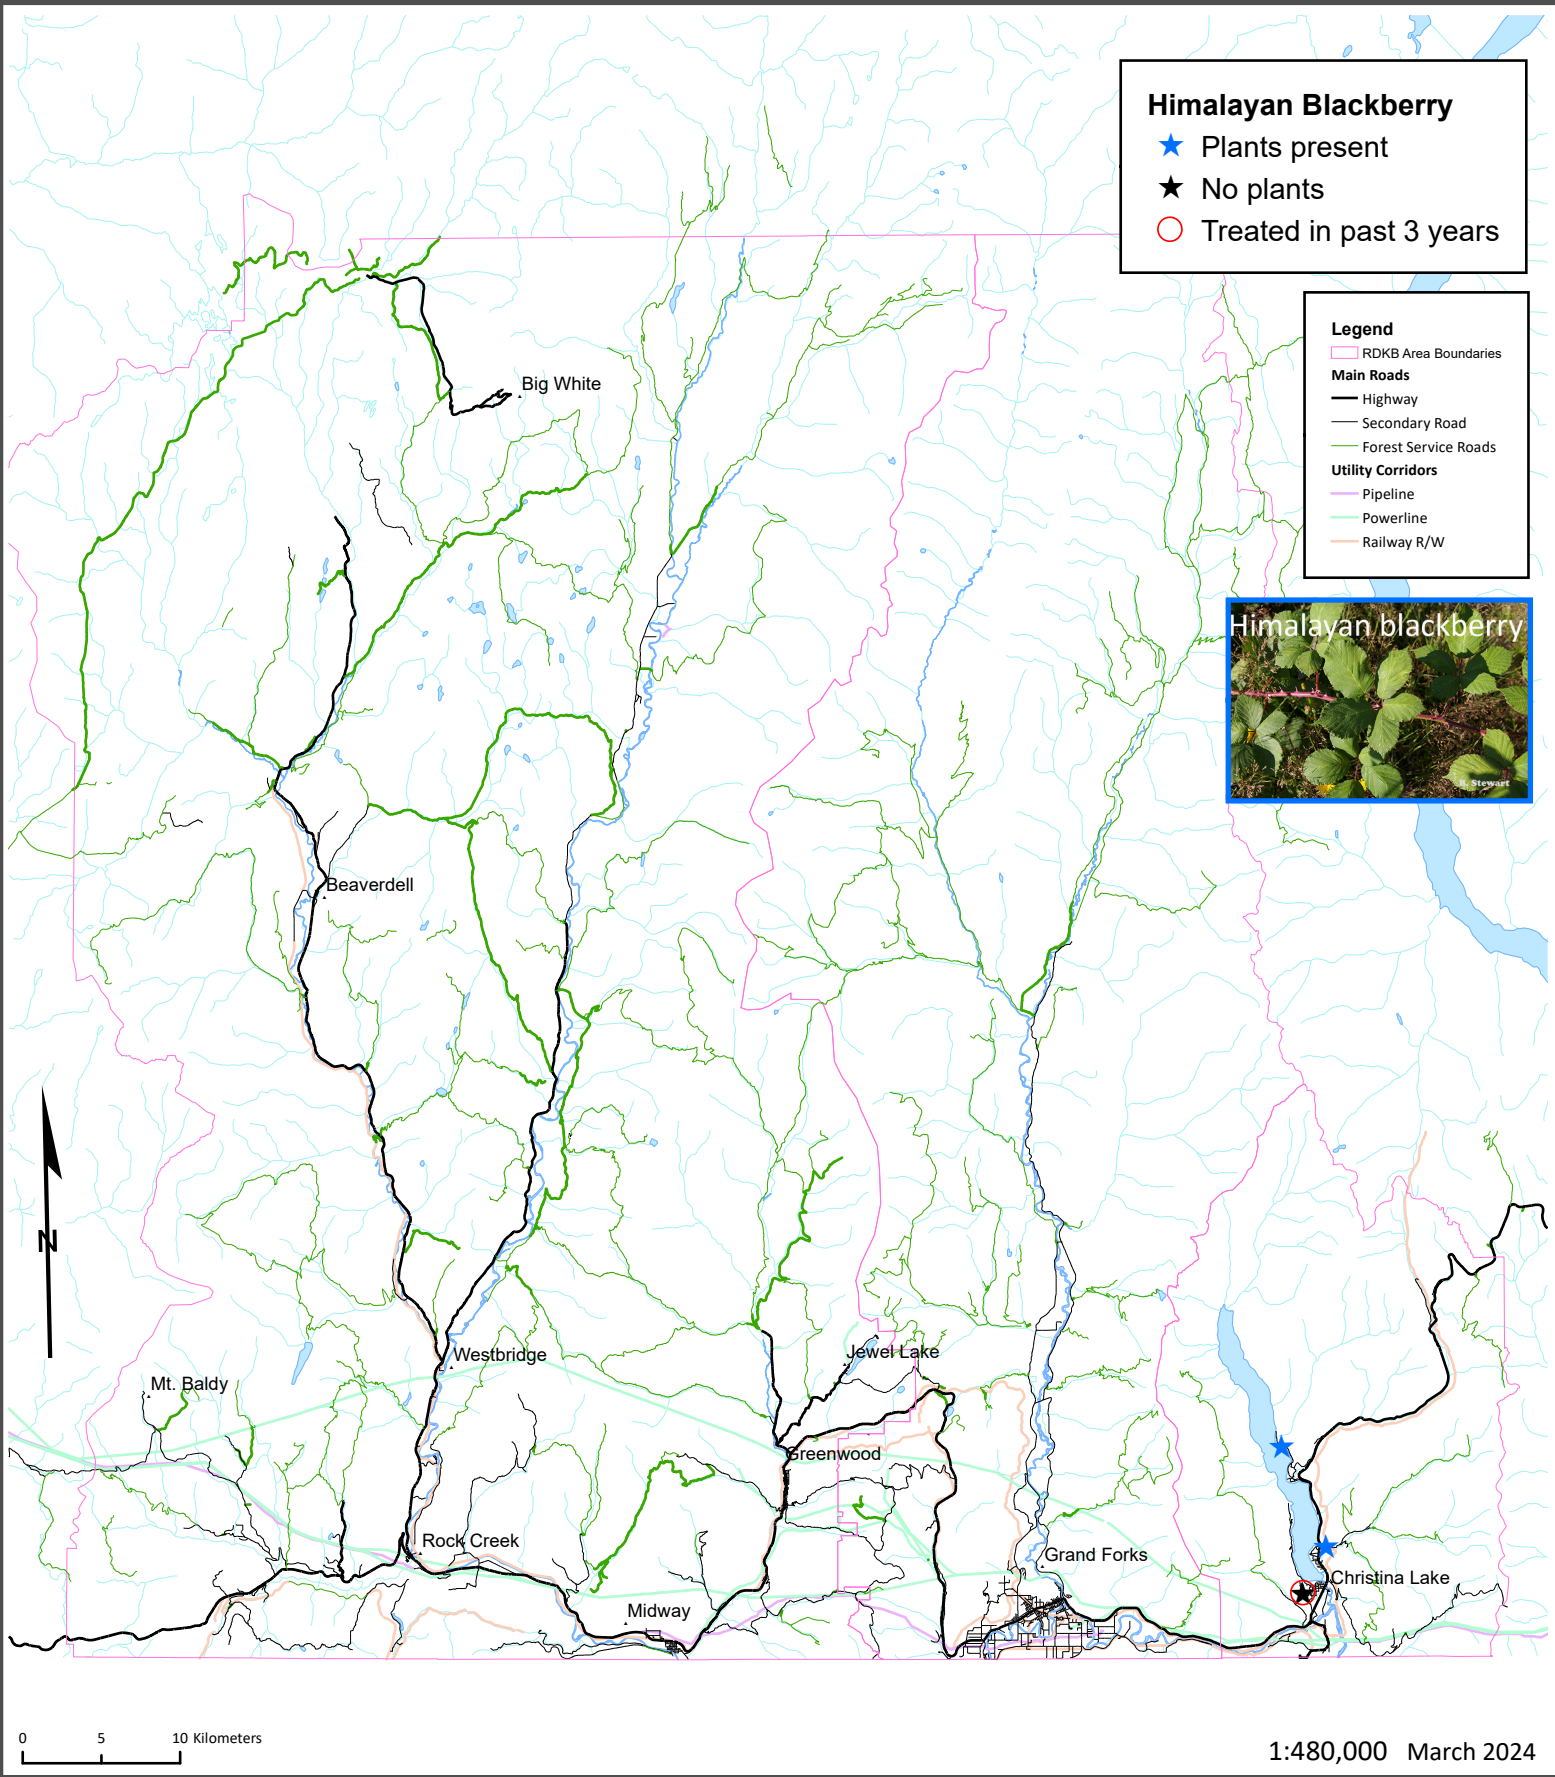 Himalayan Blackberry
Plants present
No plants
Treated in past 3 years
Legend
RDKB Area Boundaries
Main Roads
Highway
Secondary Road
Forest Service Roads
Utility Corridors
Pipeline
Powerline
Railway R/W
Himalayan blackberry
R. Stewart
Big White
Beaverdell
N
Westbridge
Jewel Lake
Mt. Baldy
Greenwood
Rock Creek
Grand Forks
Christina Lake
Midway
0 5 10 Kilometers
1:480,000 March 2024